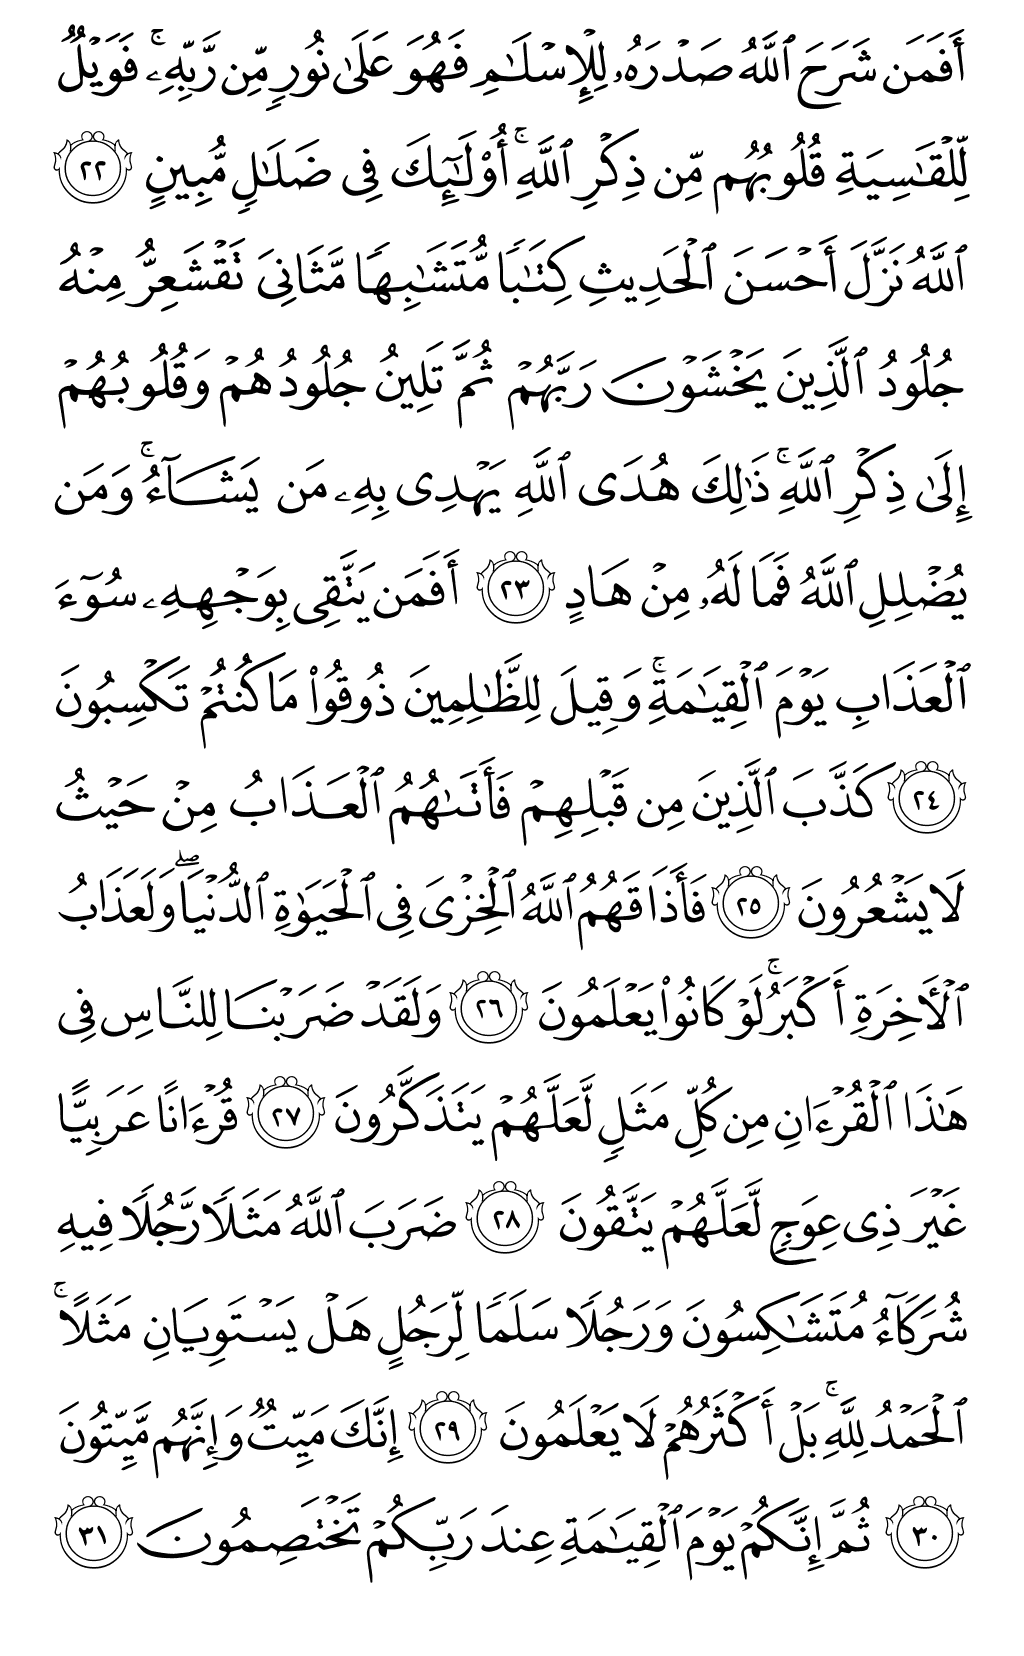 أَفَمَن شَرَحَ ٱللَّهُ صَدْرَهُۥ لِلْإِسْلَٰمِ فَهُوَ عَلَىٰ نُورٍ مِّن رَّبِّهِۦۚ فَوَيْلٌ
لِّلْقَٰسِيَةِ قُلُوبُهُم مِّن ذِكْرِ ٱللَّهِۚ أُوْلَٰٓئِكَ فِى ضَلَٰلٍ مُّبِينٍ ٢٢
ٱللَّهُ نَزَّلَ أَحْسَنَ ٱلْحَدِيثِ كِتَٰبًا مُّتَشَٰبِهًا مَّثَانِىَ تَقْشَعِرُّ مِنْهُ
جُلُودُ ٱلَّذِينَ يَخْشَوْنَ رَبَّهُمْ ثُمَّ تَلِينُ جُلُودُهُمْ وَقُلُوبُهُمْ
إِلَىٰ ذِكْرِ ٱللَّهِۚ ذَٰلِكَ هُدَى ٱللَّهِ يَهْدِى بِهِۦ مَن يَشَآءُۚ وَمَن
يُضْلِلِ ٱللَّهُ فَمَا لَهُۥ مِنْ هَادٍ ٢٣ أَفَمَن يَتَّقِى بِوَجْهِهِۦ سُوٓءَ
ٱلْعَذَابِ يَوْمَ ٱلْقِيَٰمَةِۚ وَقِيلَ لِلظَّٰلِمِينَ ذُوقُوا۟ مَا كُنتُمْ تَكْسِبُونَ
٢٤ كَذَّبَ ٱلَّذِينَ مِن قَبْلِهِمْ فَأَتَىٰهُمُ ٱلْعَذَابُ مِنْ حَيْثُ
لَا يَشْعُرُونَ ٢٥ فَأَذَاقَهُمُ ٱللَّهُ ٱلْخِزْىَ فِى ٱلْحَيَوٰةِ ٱلدُّنْيَاۖ وَلَعَذَابُ
ٱلْأَخِرَةِ أَكْبَرُۚ لَوْ كَانُوا۟ يَعْلَمُونَ ٢٦ وَلَقَدْ ضَرَبْنَا لِلنَّاسِ فِى
هَٰذَا ٱلْقُرْءَانِ مِن كُلِّ مَثَلٍ لَّعَلَّهُمْ يَتَذَكَّرُونَ ٢٧ قُرْءَانًا عَرَبِيًّا
غَيْرَ ذِى عِوَجٍ لَّعَلَّهُمْ يَتَّقُونَ ٢٨ ضَرَبَ ٱللَّهُ مَثَلًا رَّجُلًا فِيهِ
شُرَكَآءُ مُتَشَٰكِسُونَ وَرَجُلًا سَلَمًا لِّرَجُلٍ هَلْ يَسْتَوِيَانِ مَثَلًاۚ
ٱلْحَمْدُ لِلَّهِۚ بَلْ أَكْثَرُهُمْ لَا يَعْلَمُونَ ٢٩ إِنَّكَ مَيِّتٌ وَإِنَّهُم مَّيِّتُونَ
٣٠ ثُمَّ إِنَّكُمْ يَوْمَ ٱلْقِيَٰمَةِ عِندَ رَبِّكُمْ تَخْتَصِمُونَ ٣١